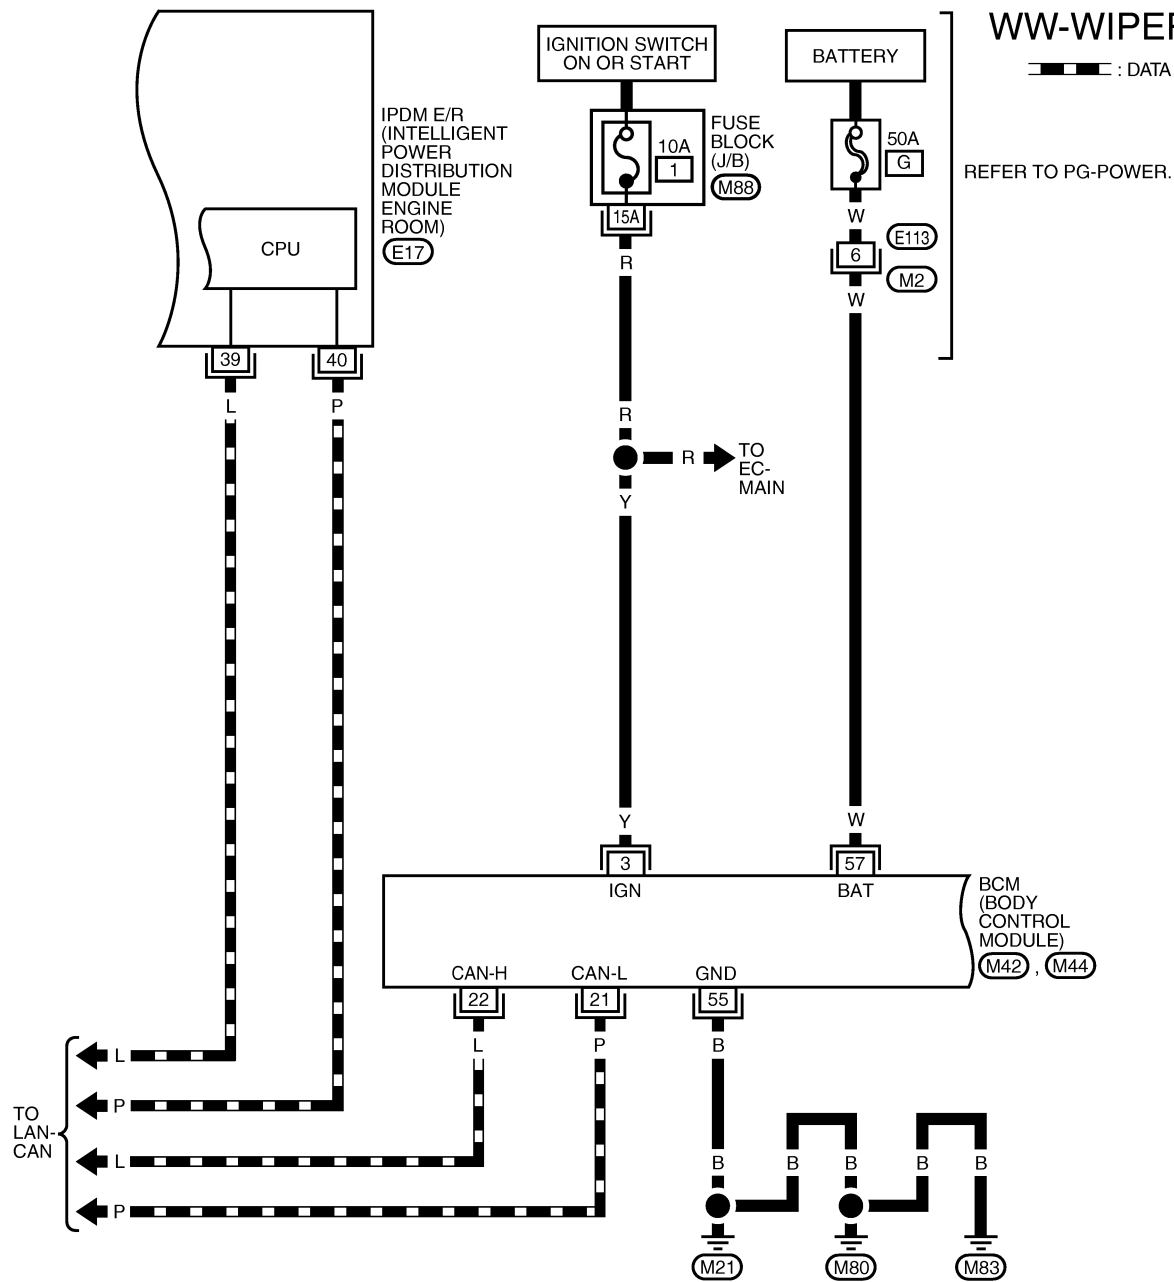 WW-WIPER
: DATA
IGNITION SWITCH
ON OR START
BATTERY
IPDM E/R
(INTELLIGENT
POWER
DISTRIBUTION
MODULE
ENGINE
ROOM)
E17
CPU
10A
1
FUSE
BLOCK
(J/B)
M88
50A
G
REFER TO PG-POWER.
15A
W
E113
6
M2
R
W
39
40
L
P
R
R
TO
EC-
MAIN
Y
Y
W
3
57
IGN
BAT
BCM
(BODY
CONTROL
MODULE)
M42 , M44
CAN-H
CAN-L
GND
22
21
55
L
P
B
L
P
L
P
TO
LAN-
CAN
B
B
B
B
B
M21
M80
M83